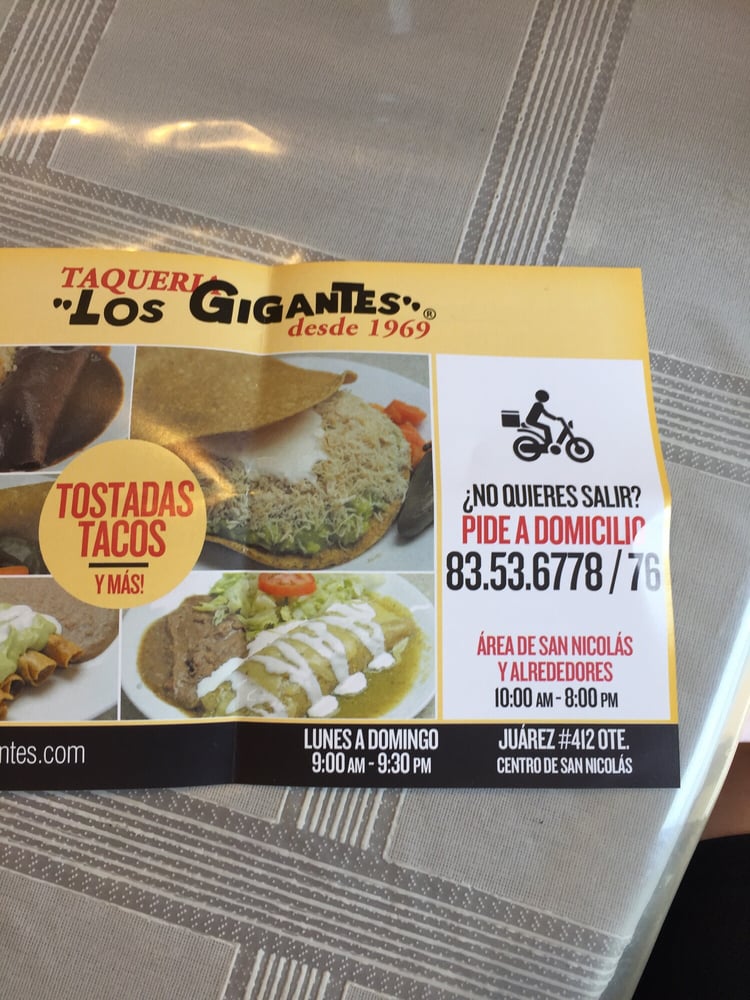 TAQUERIA
"LOS GIGANTES"®
desde 1969
TOSTADAS
TACOS
Y MÁS!
¿NO QUIERES SALIR?
PIDE A DOMICILIO
83.53.6778 / 76
ÁREA DE SAN NICOLÁS
Y ALREDEDORES
10:00 AM - 8:00 PM
ntes.com
LUNES A DOMINGO
9:00 AM - 9:30 PM
JUÁREZ #412 OTE.
CENTRO DE SAN NICOLÁS